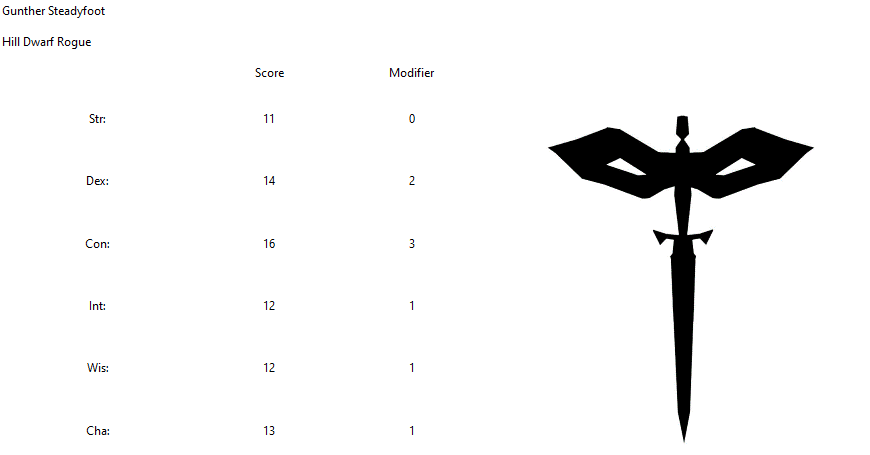 Gunther Steadyfoot
Hill Dwarf Rogue
Score Modifier
Str: 11 0
Dex: 14 2
Con: 16 3
Int: 12 1
Wis: 12 1
Cha: 13 1